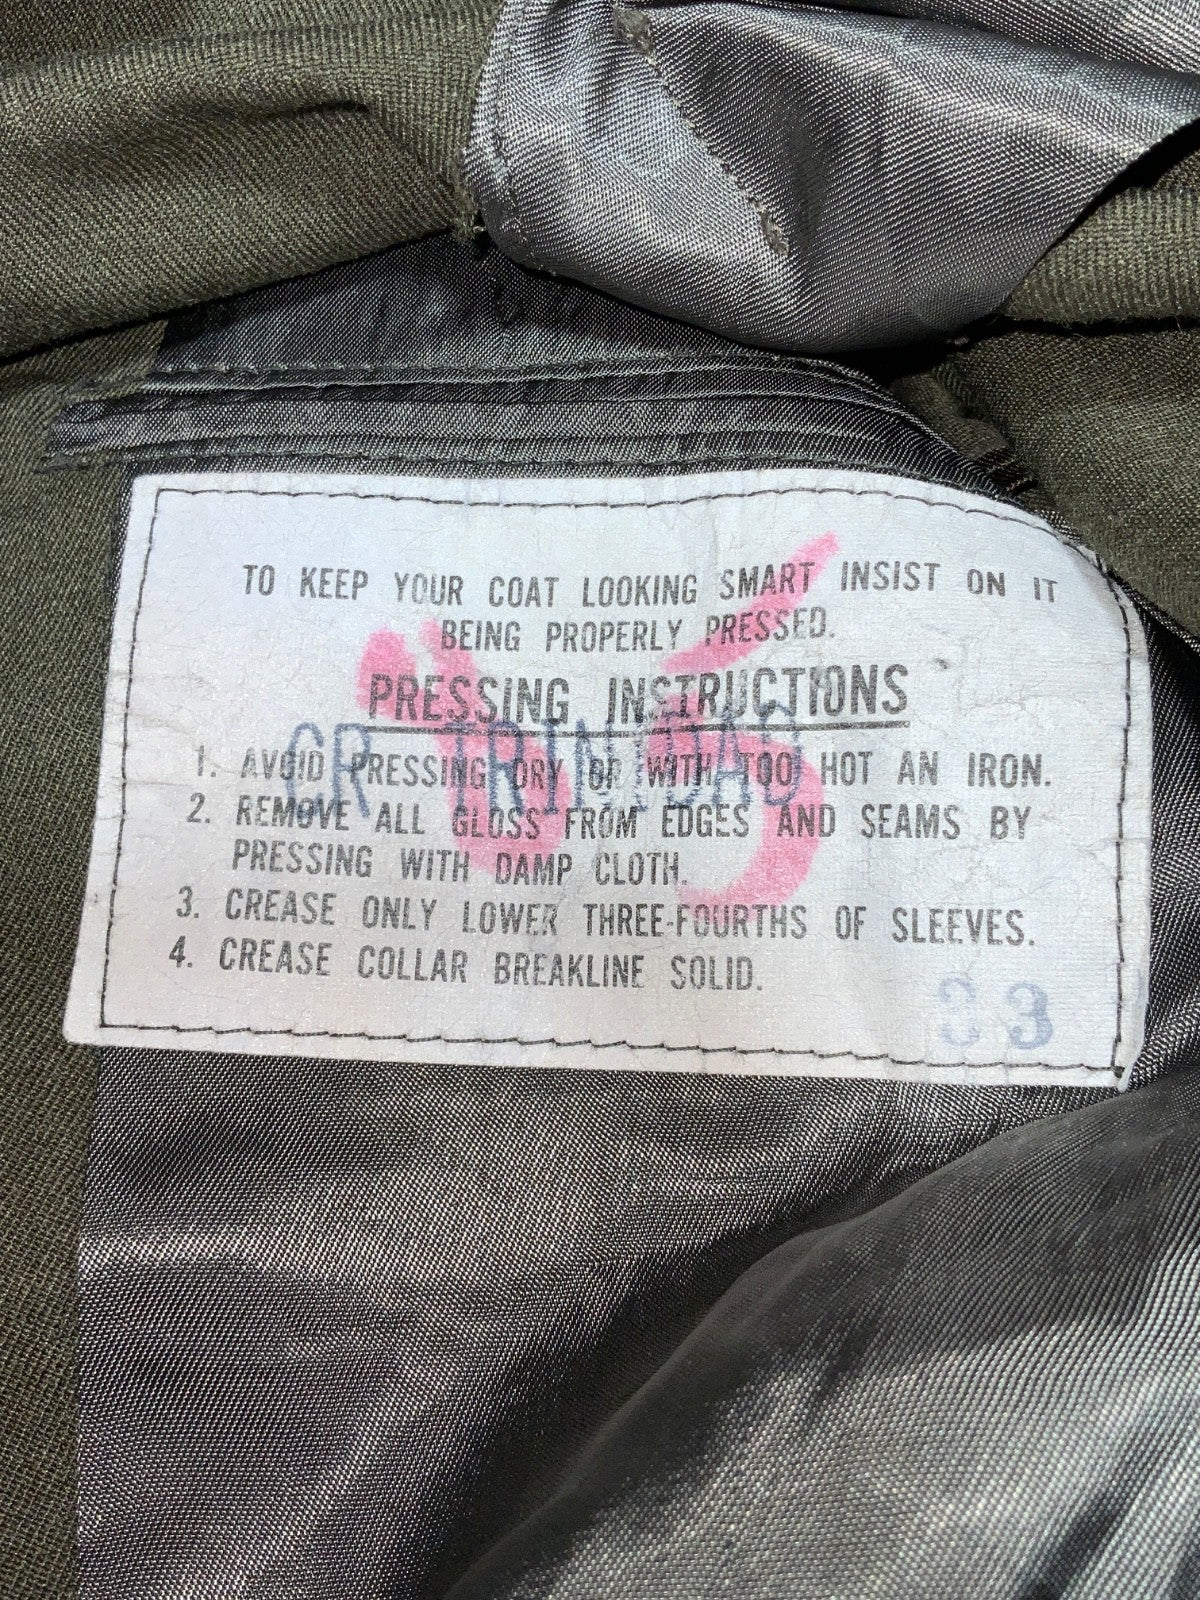 TO KEEP YOUR COAT LOOKING SMART INSIST ON IT
BEING PROPERLY PRESSED.
PRESSING INSTRUCTIONS
GR TRINIDAD
1. AVOID PRESSING DRY OR WITH TOO HOT AN IRON.
2. REMOVE ALL GLOSS FROM EDGES AND SEAMS BY
PRESSING WITH DAMP CLOTH.
3. CREASE ONLY LOWER THREE-FOURTHS OF SLEEVES.
4. CREASE COLLAR BREAKLINE SOLID.
33